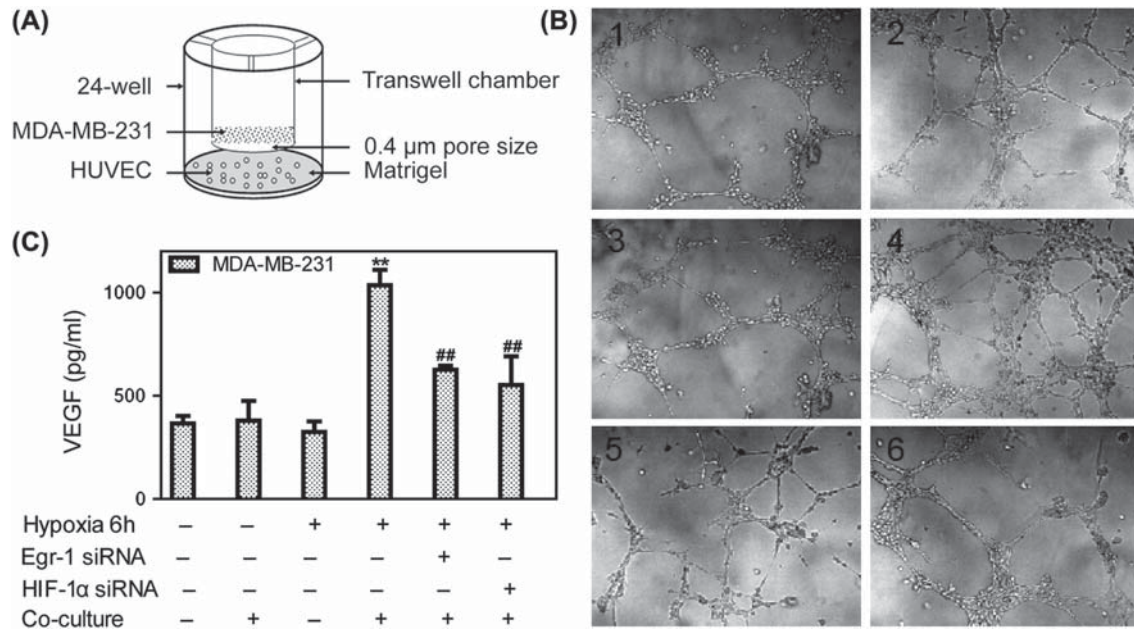 (A)
24-well
Transwell chamber
MDA-MB-231
0.4 μm pore size
HUVEC
Matrigel
(B)
1
2
3
4
5
6
(C)
MDA-MB-231
VEGF (pg/ml)
1000
500
0
**
##
##
Hypoxia 6h – – + + + +
Egr-1 siRNA – – – – + –
HIF-1α siRNA – – – – – +
Co-culture – + – + + +